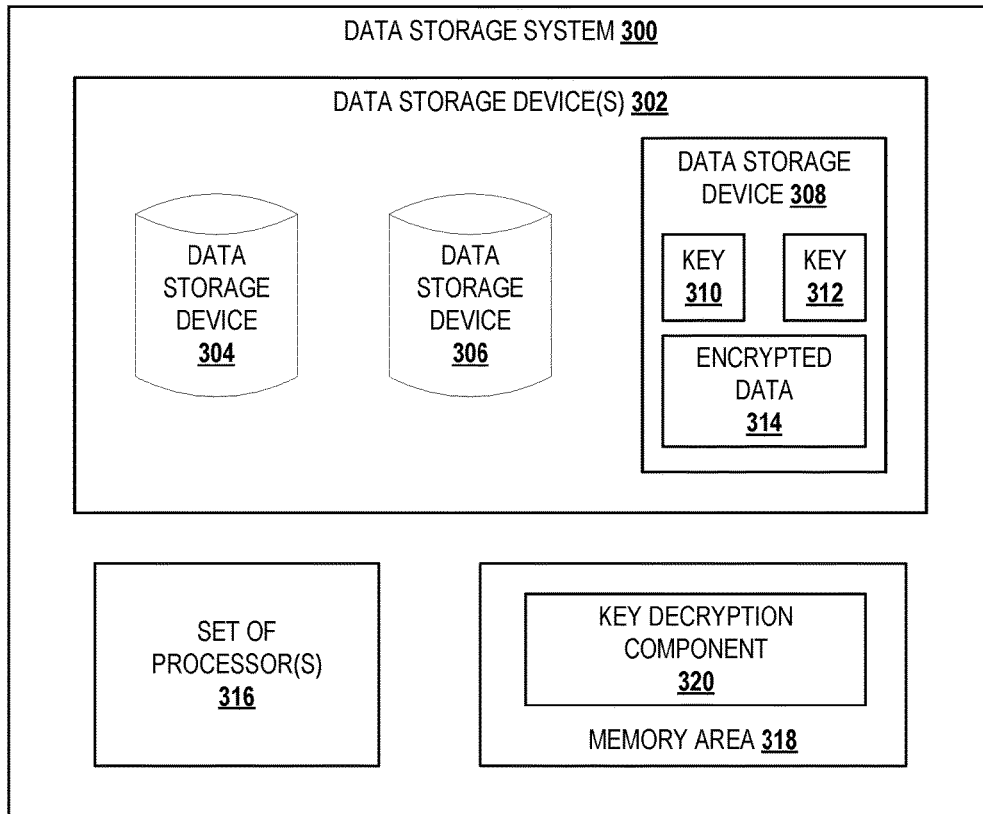 DATA STORAGE SYSTEM 300
DATA STORAGE DEVICE(S) 302
DATA
STORAGE
DEVICE
304
DATA
STORAGE
DEVICE
306
DATA STORAGE
DEVICE 308
KEY
310
KEY
312
ENCRYPTED
DATA
314
SET OF
PROCESSOR(S)
316
KEY DECRYPTION
COMPONENT
320
MEMORY AREA 318